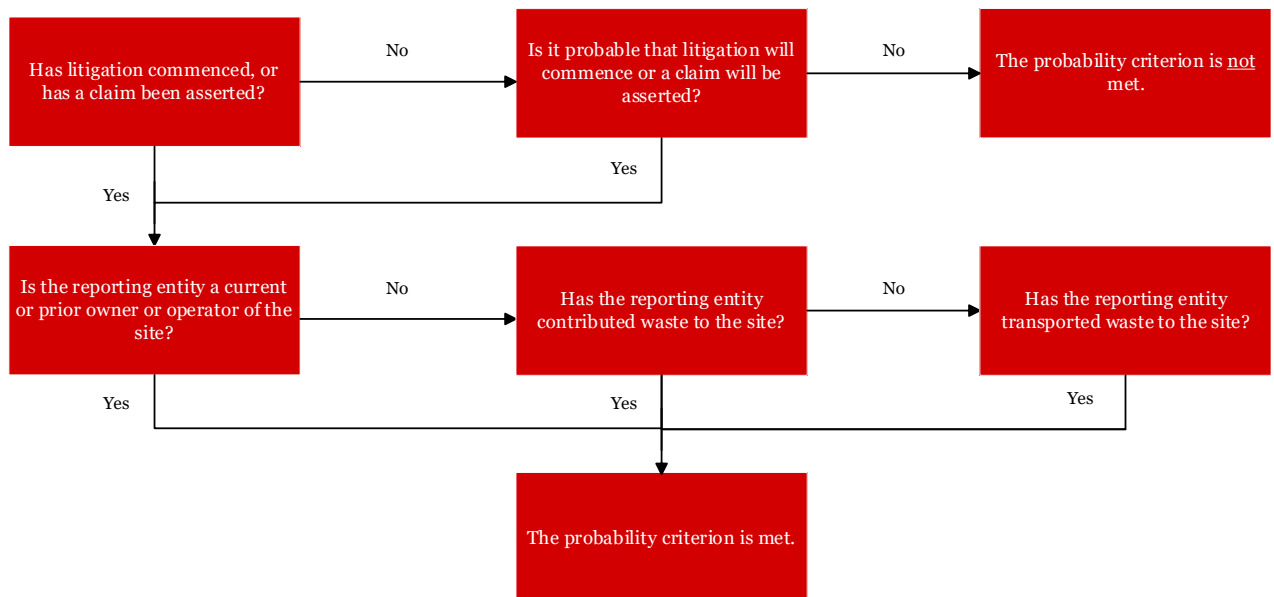 Has litigation commenced, or
has a claim been asserted?
No
Is it probable that litigation will
commence or a claim will be
asserted?
No
The probability criterion is not
met.
Yes
Yes
Is the reporting entity a current
or prior owner or operator of the
site?
No
Has the reporting entity
contributed waste to the site?
No
Has the reporting entity
transported waste to the site?
Yes
Yes
Yes
The probability criterion is met.